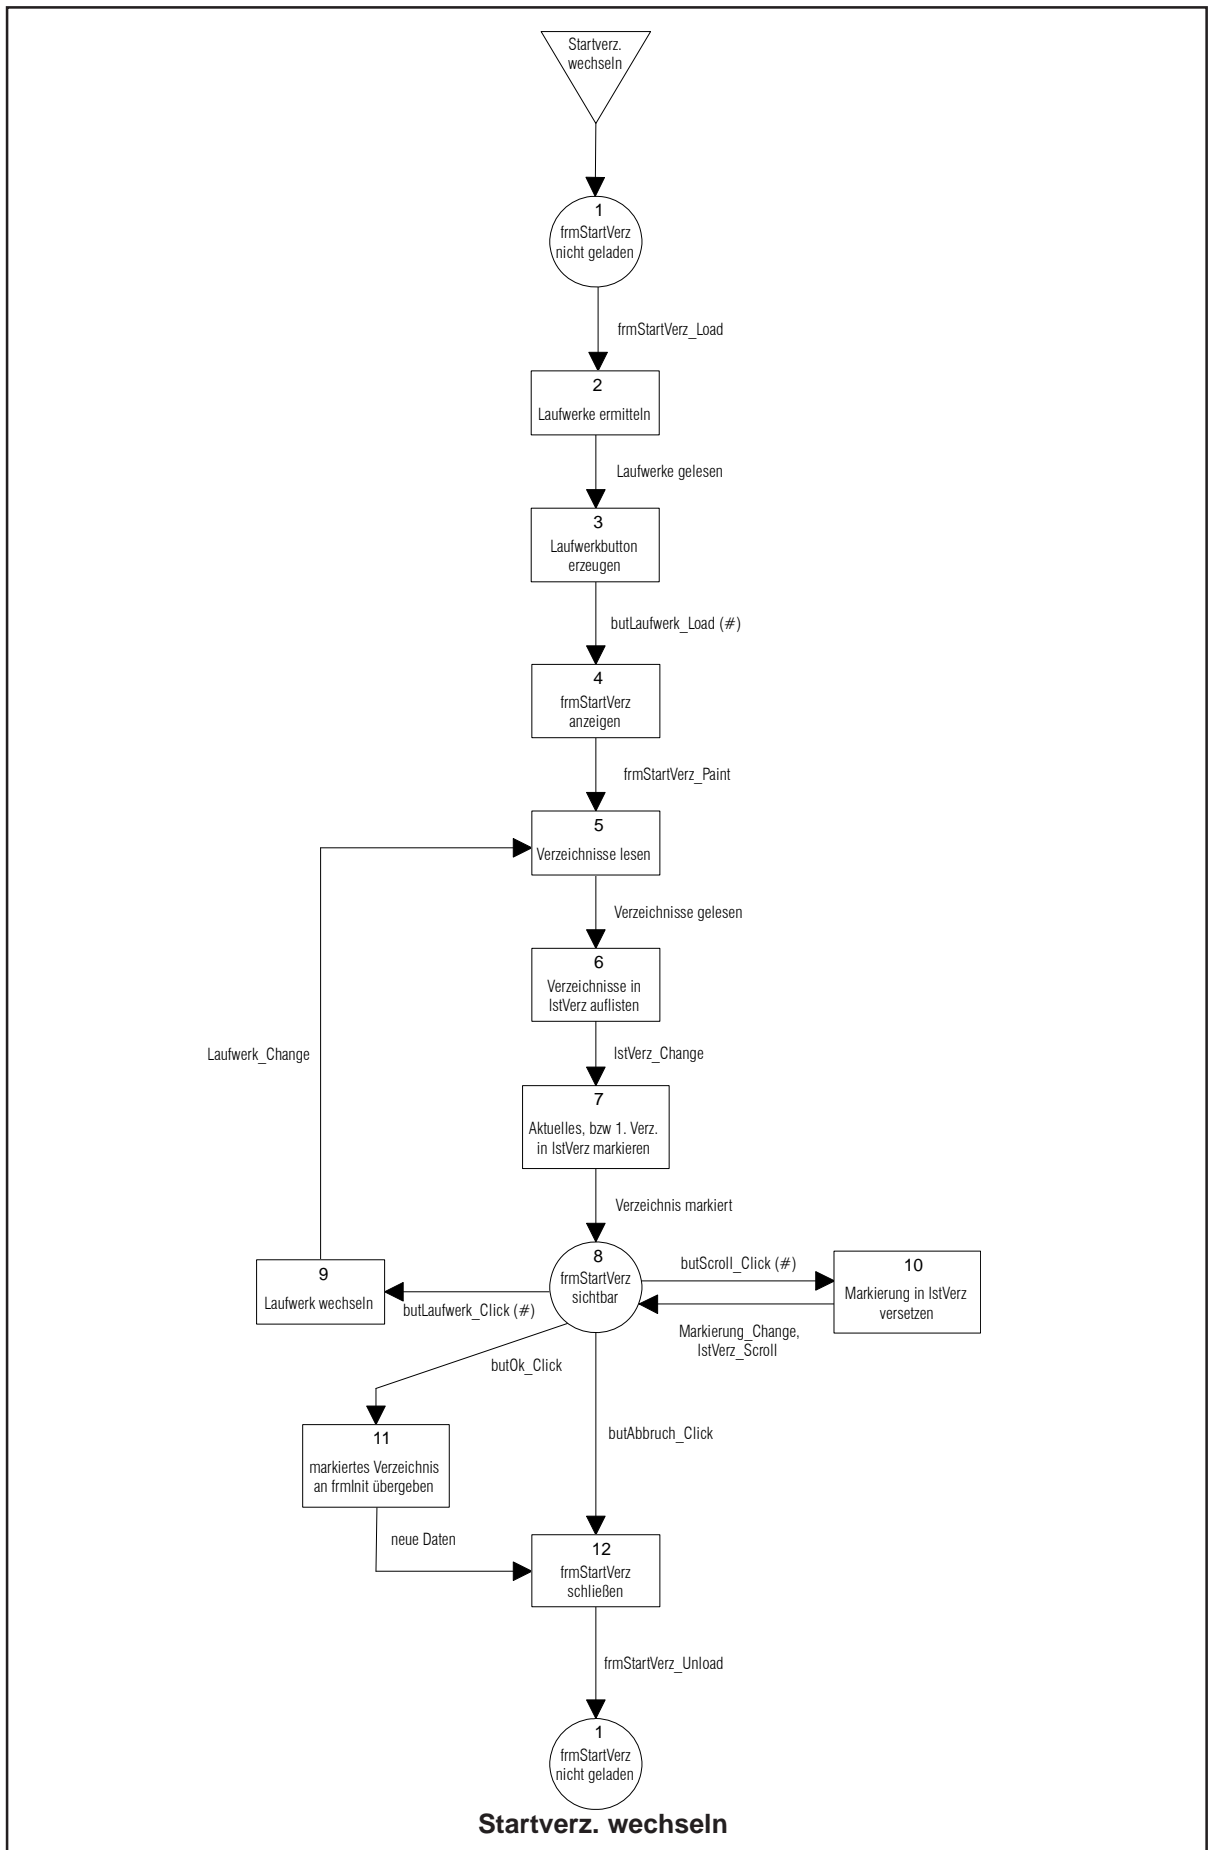 Startverz.
wechseln
1
frmStartVerz
nicht geladen
frmStartVerz_Load
2
Laufwerke ermitteln
Laufwerke gelesen
3
Laufwerkbutton
erzeugen
butLaufwerk_Load (#)
4
frmStartVerz
anzeigen
frmStartVerz_Paint
5
Verzeichnisse lesen
Verzeichnisse gelesen
6
Verzeichnisse in
lstVerz auflisten
lstVerz_Change
Laufwerk_Change
7
Aktuelles, bzw 1. Verz.
in lstVerz markieren
Verzeichnis markiert
8
frmStartVerz
sichtbar
butScroll_Click (#)
10
Markierung in lstVerz
versetzen
9
Laufwerk wechseln
butLaufwerk_Click (#)
Markierung_Change,
lstVerz_Scroll
butOk_Click
butAbbruch_Click
11
markiertes Verzeichnis
an frmInit übergeben
neue Daten
12
frmStartVerz
schließen
frmStartVerz_Unload
1
frmStartVerz
nicht geladen
Startverz. wechseln